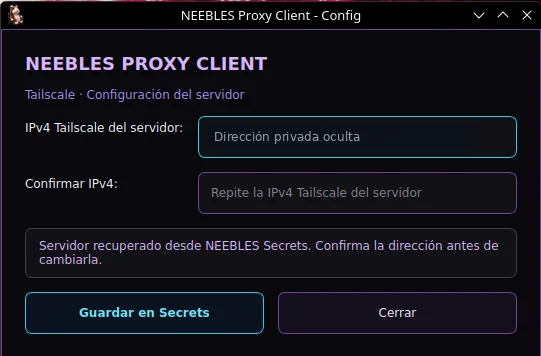 NEEBLES Proxy Client - Config
NEEBLES PROXY CLIENT
Tailscale · Configuración del servidor
IPv4 Tailscale del servidor:
Dirección privada oculta
Confirmar IPv4:
Repite la IPv4 Tailscale del servidor
Servidor recuperado desde NEEBLES Secrets. Confirma la dirección antes de
cambiarla.
Guardar en Secrets
Cerrar